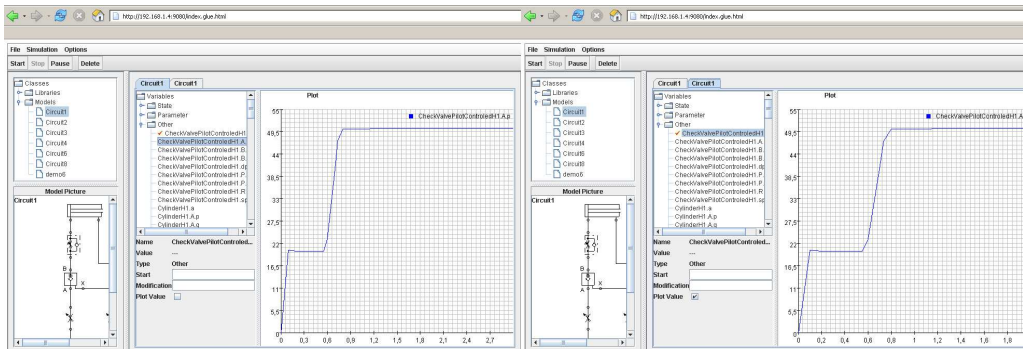 http://192.168.1.4:9080/index.glue.html
File Simulation Options
Start Stop Pause Delete
Classes
Libraries
Models
Circuit1
Circuit2
Circuit3
Circuit4
Circuit6
Circuit8
demo6
Model Picture
Circuit1
B
A
X
Circuit1 Circuit1
Variables
State
Parameter
Other
CheckValvePilotControledH1
CheckValvePilotControledH1.A.
CheckValvePilotControledH1.B.
CheckValvePilotControledH1.B.
CheckValvePilotControledH1.dp
CheckValvePilotControledH1.P.
CheckValvePilotControledH1.P.
CheckValvePilotControledH1.R
CheckValvePilotControledH1.sp
CylinderH1.a
CylinderH1.A.p
CylinderH1.A.q
Name CheckValvePilotControled...
Value ---
Type Other
Start
Modification
Plot Value
Plot
CheckValvePilotControledH1.A.p
55
49,5
44
38,5
33
27,5
22
16,5
11
5,5
0
0 0,3 0,6 0,9 1,2 1,5 1,8 2,1 2,4 2,7
http://192.168.1.4:9080/index.glue.html
File Simulation Options
Start Stop Pause Delete
Classes
Libraries
Models
Circuit1
Circuit2
Circuit3
Circuit4
Circuit6
Circuit8
demo6
Model Picture
Circuit1
B
A
X
Circuit1 Circuit1
Variables
State
Parameter
Other
CheckValvePilotControledH1
CheckValvePilotControledH1.A.
CheckValvePilotControledH1.B.
CheckValvePilotControledH1.B.
CheckValvePilotControledH1.dp
CheckValvePilotControledH1.P.
CheckValvePilotControledH1.P.
CheckValvePilotControledH1.R
CheckValvePilotControledH1.sp
CylinderH1.a
CylinderH1.A.p
CylinderH1.A.q
Name CheckValvePilotControled...
Value ---
Type Other
Start
Modification
Plot Value
Plot
CheckValvePilotControledH1.A
55
49,5
44
38,5
33
27,5
22
16,5
11
5,5
0
0 0,2 0,4 0,6 0,8 1 1,2 1,4 1,6 1,8